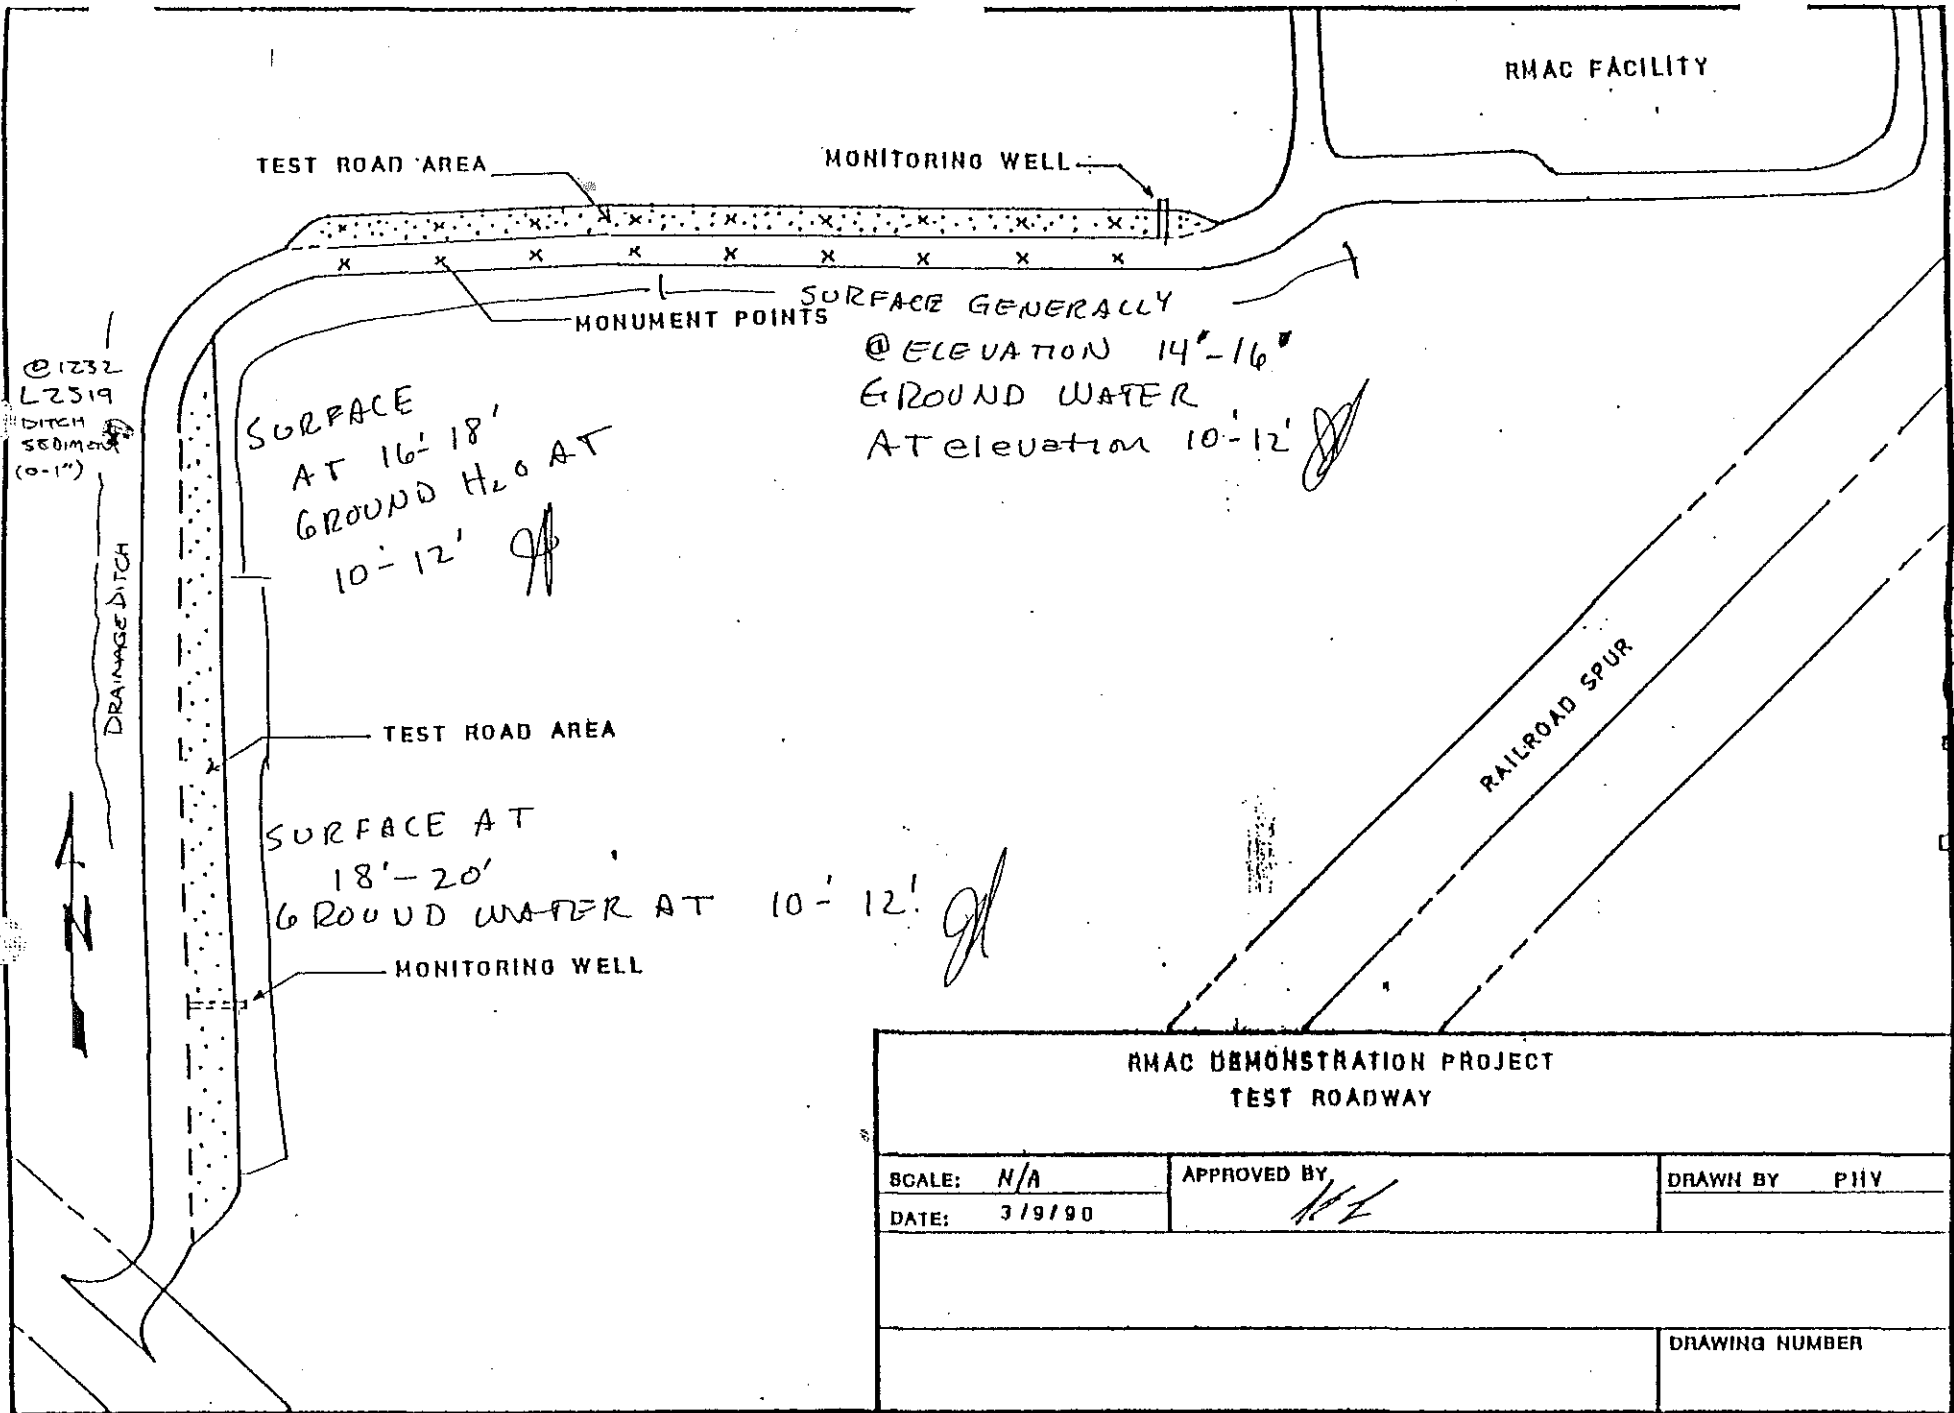 RMAC FACILITY
TEST ROAD AREA
MONITORING WELL
MONUMENT POINTS
SURFACE GENERALLY
@ ELEVATION 14'-16'
GROUND WATER
AT elevation 10'-12'
@1232
L2519
DITCH
SEDIMENT
(0-1")
SURFACE
AT 16'-18'
GROUND H2O AT
10'-12'
DRAINAGE DITCH
TEST ROAD AREA
SURFACE AT
18'-20'
GROUND WATER AT 10'-12'
MONITORING WELL
N
RAILROAD SPUR
RMAC DEMONSTRATION PROJECT
TEST ROADWAY
SCALE: N/A
DATE: 3/9/90
APPROVED BY
DRAWN BY PHV
DRAWING NUMBER